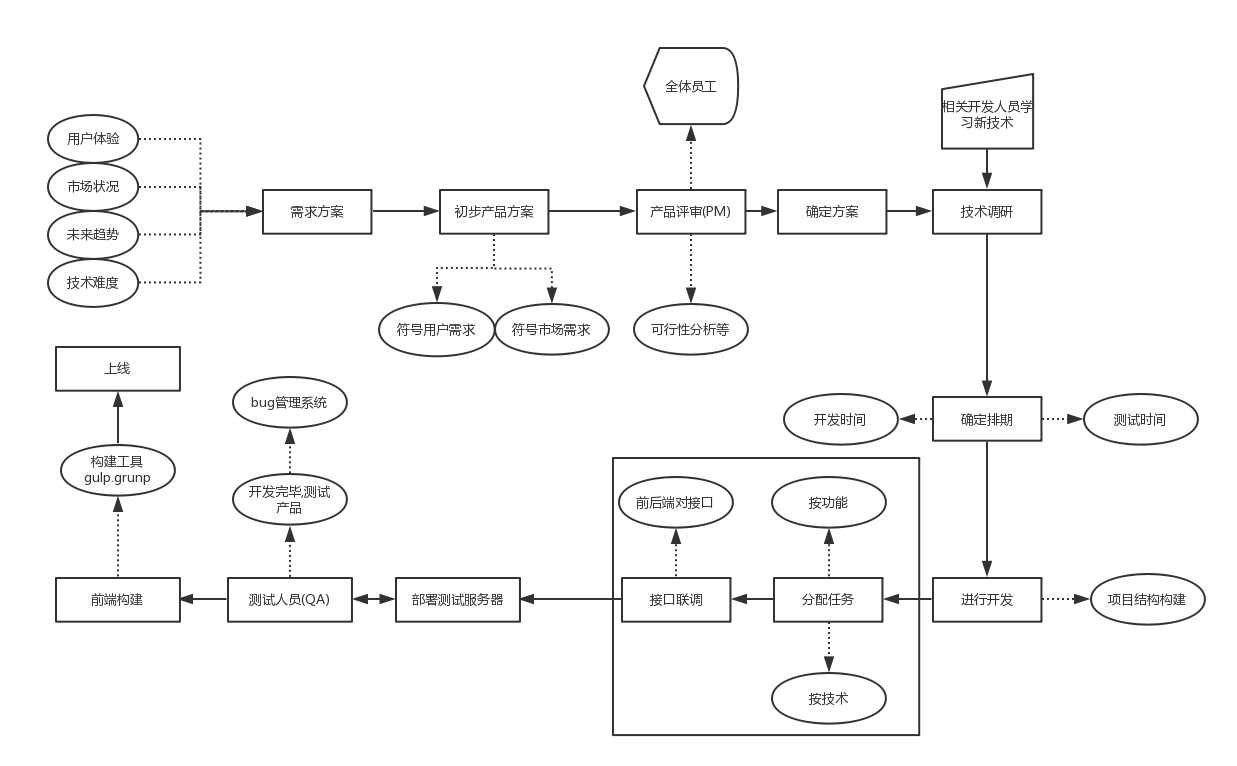 全体员工
相关开发人员学
习新技术
用户体验
市场状况
未来趋势
技术难度
需求方案
初步产品方案
产品评审(PM)
确定方案
技术调研
符号用户需求
符号市场需求
可行性分析等
上线
bug管理系统
开发时间
确定排期
测试时间
构建工具
gulp.grunp
开发完毕,测试
产品
前后端对接口
按功能
前端构建
测试人员(QA)
部署测试服务器
接口联调
分配任务
进行开发
项目结构构建
按技术